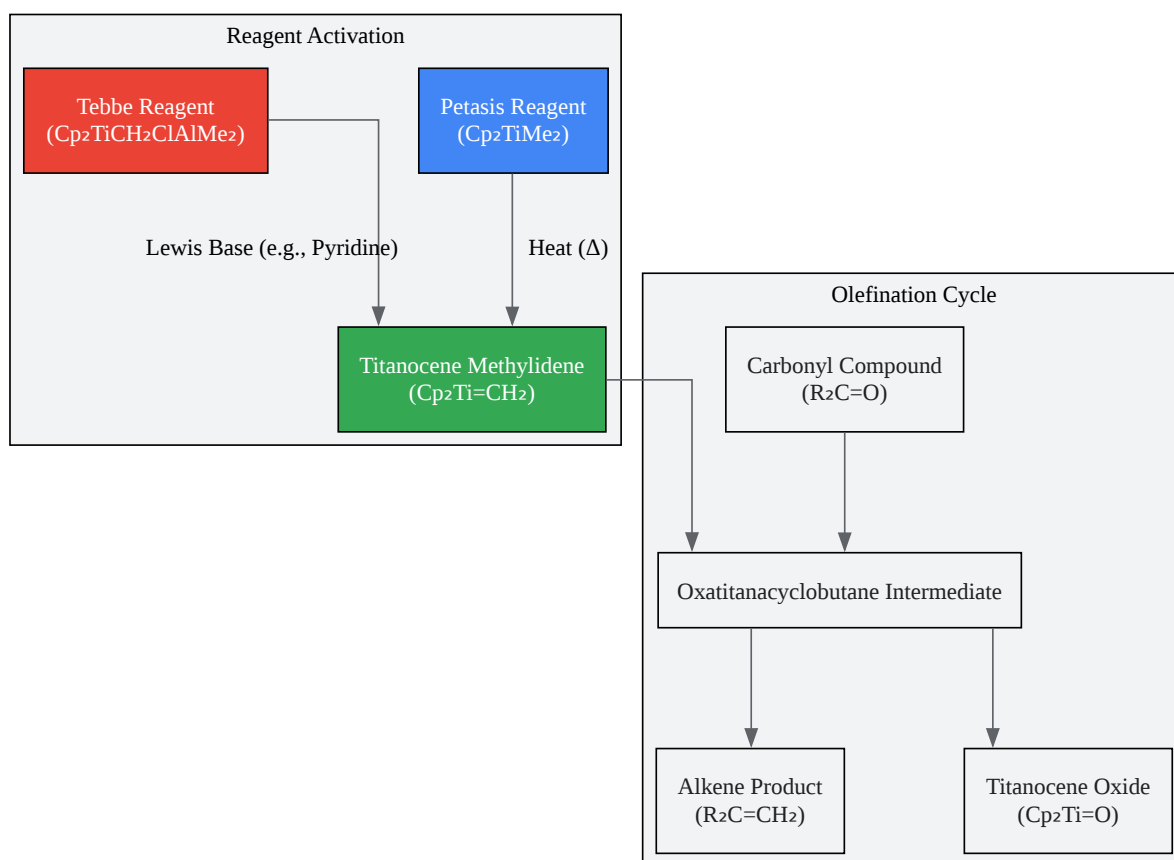 Reagent Activation
Tebbe Reagent
(Cp₂TiCH₂ClAlMe₂)
Petasis Reagent
(Cp₂TiMe₂)
Lewis Base (e.g., Pyridine)
Heat (Δ)
Titanocene Methylidene
(Cp₂Ti=CH₂)
Olefination Cycle
Carbonyl Compound
(R₂C=O)
Oxatitanacyclobutane Intermediate
Alkene Product
(R₂C=CH₂)
Titanocene Oxide
(Cp₂Ti=O)